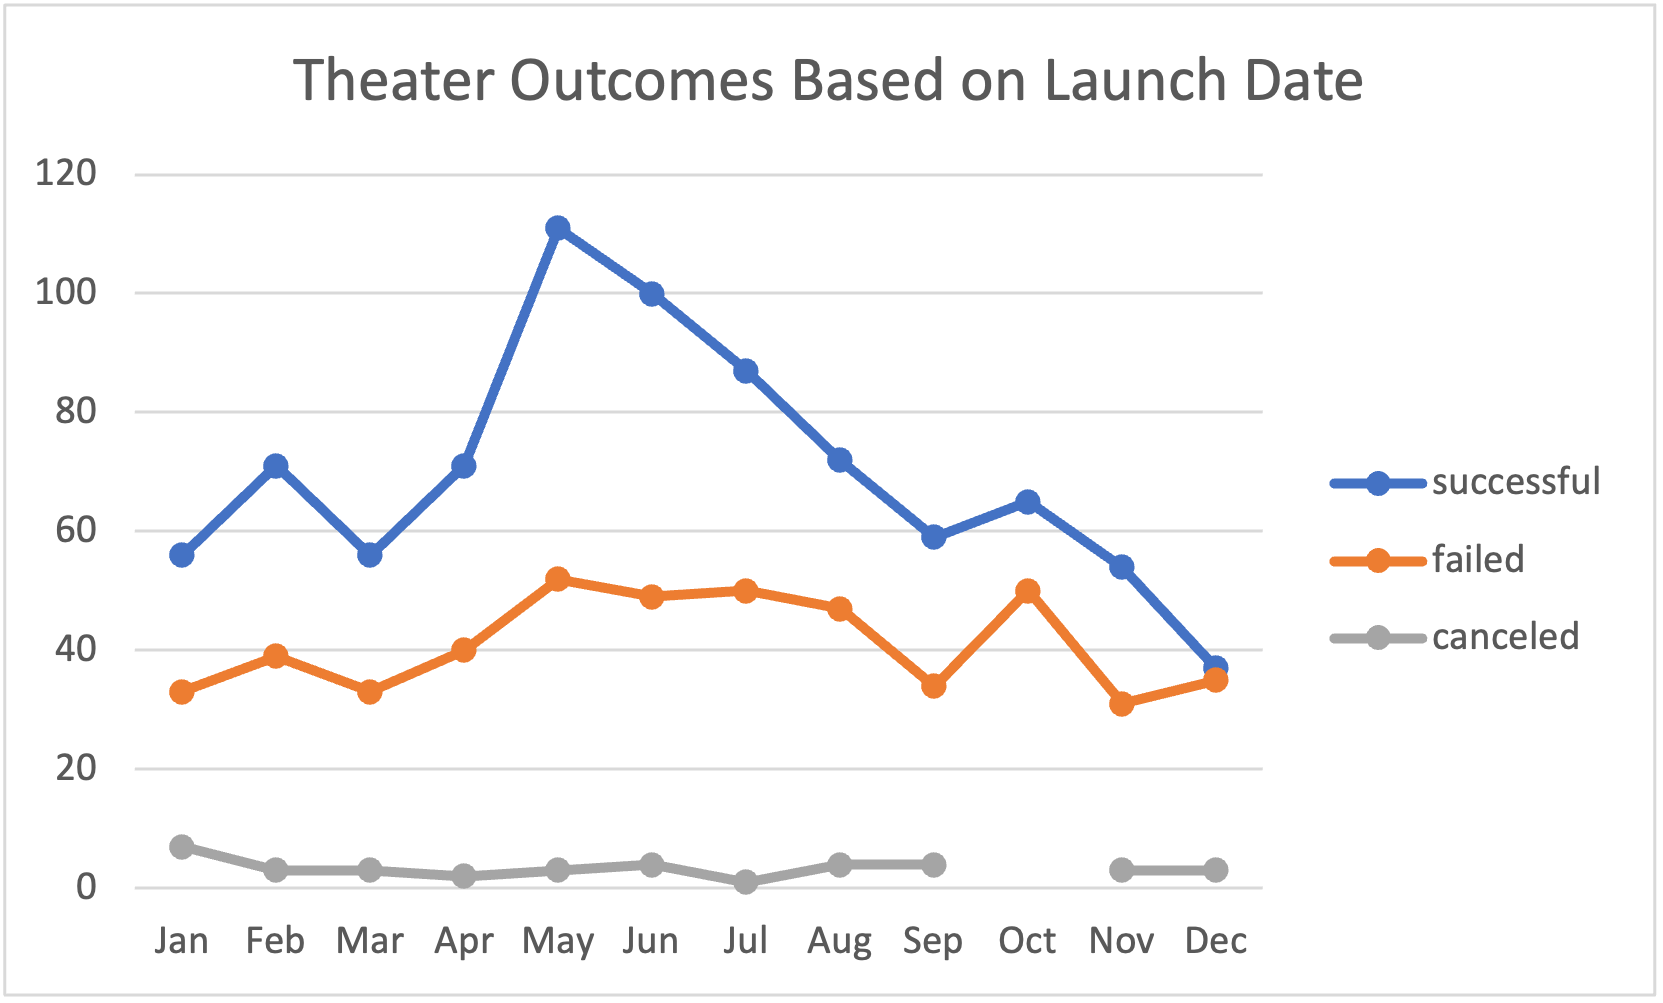 Theater Outcomes Based on Launch Date
120
100
80
60
40
20
0
Jan Feb Mar Apr May Jun Jul Aug Sep Oct Nov Dec
successful
failed
canceled